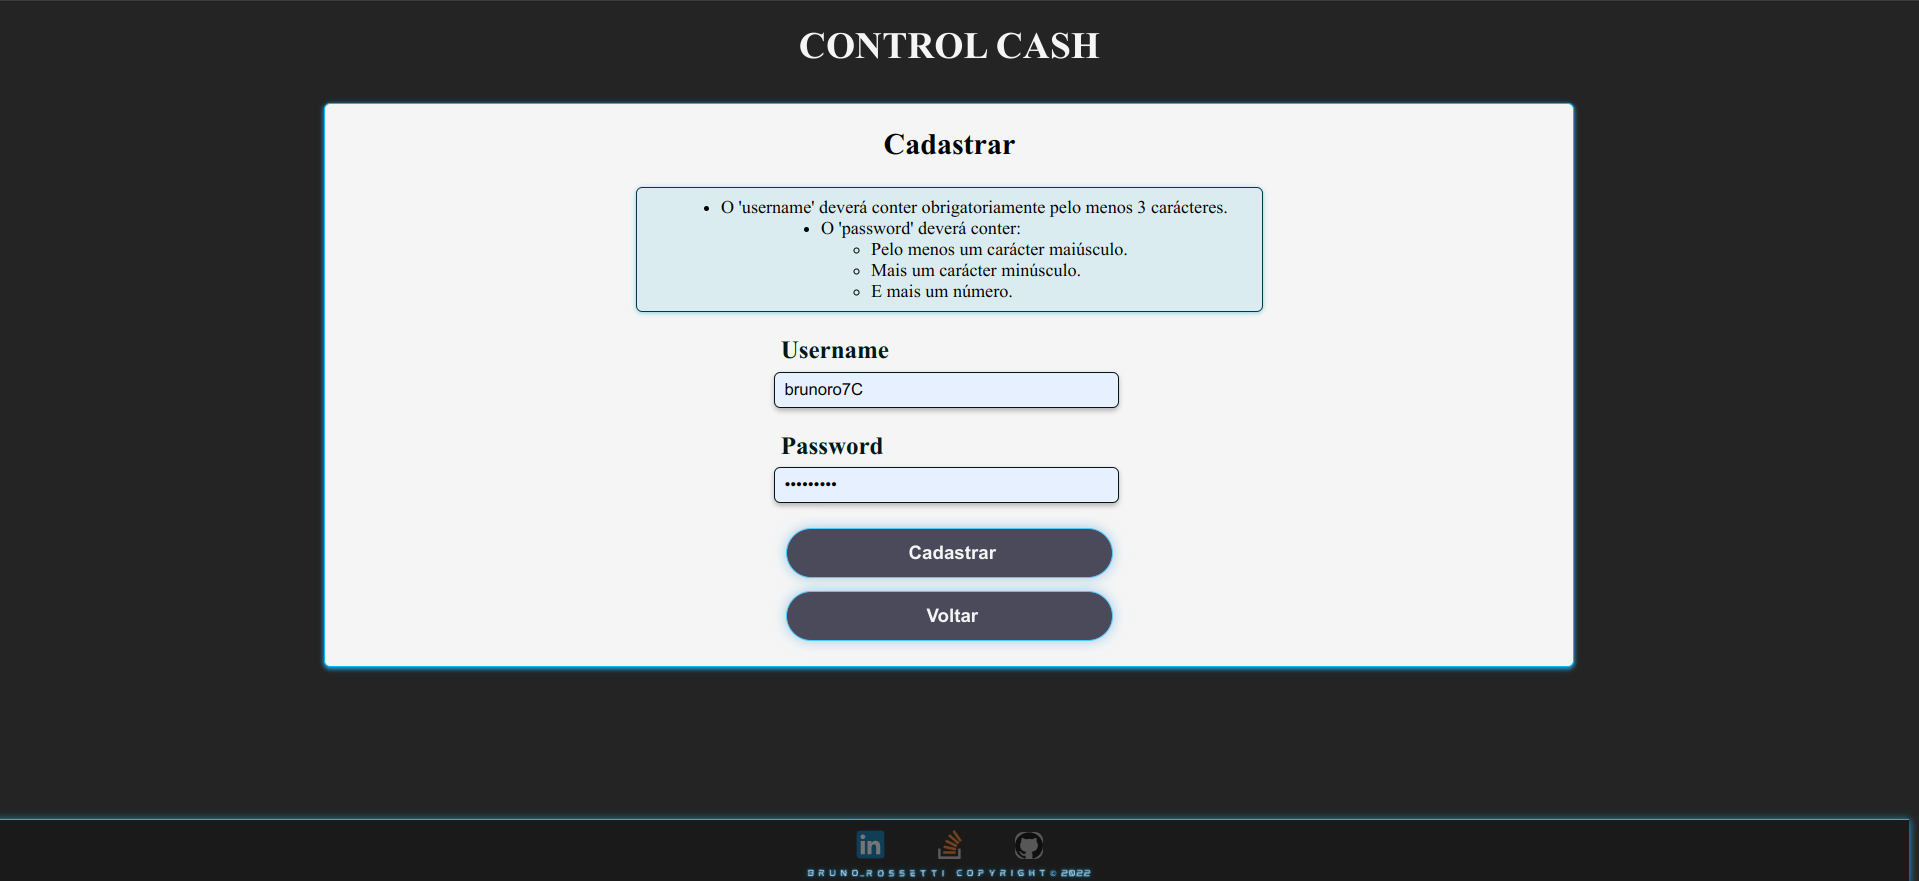 CONTROL CASH
Cadastrar
• O 'username' deverá conter obrigatoriamente pelo menos 3 carácteres.
• O 'password' deverá conter:
◦ Pelo menos um carácter maiúsculo.
◦ Mais um carácter minúsculo.
◦ E mais um número.
Username
brunoro7C
Password
•••••••••
Cadastrar
Voltar
in
BRUNO_ROSSETTI COPYRIGHT© 2022